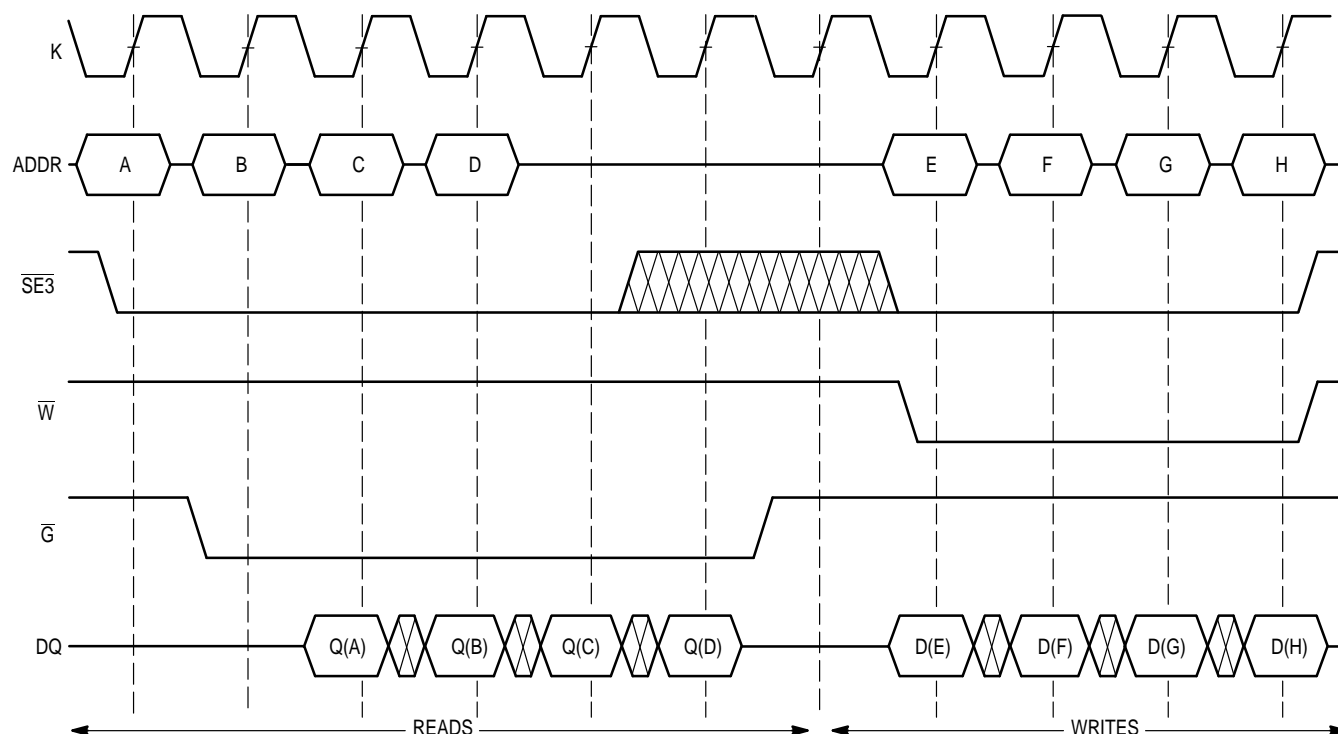 K
ADDR A B C D E F G H
SE3
W
G
DQ Q(A) Q(B) Q(C) Q(D) D(E) D(F) D(G) D(H)
READS WRITES